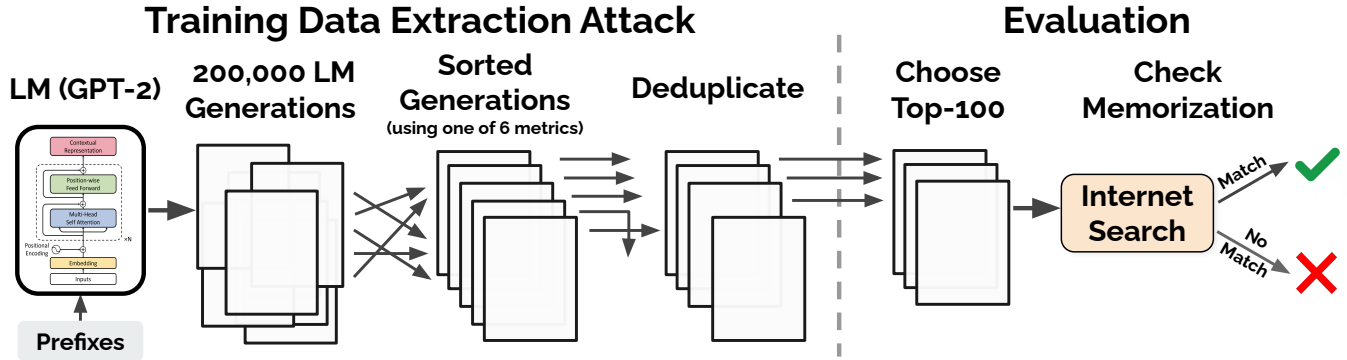 Training Data Extraction Attack
Evaluation
LM (GPT-2)
200,000 LM
Generations
Sorted
Generations
(using one of 6 metrics)
Deduplicate
Choose
Top-100
Check
Memorization
Contextual
Representation
Position-wise
Feed Forward
Multi-Head
Self Attention
×N
Positional
Encoding
Embedding
Inputs
Prefixes
Internet
Search
Match
No
Match